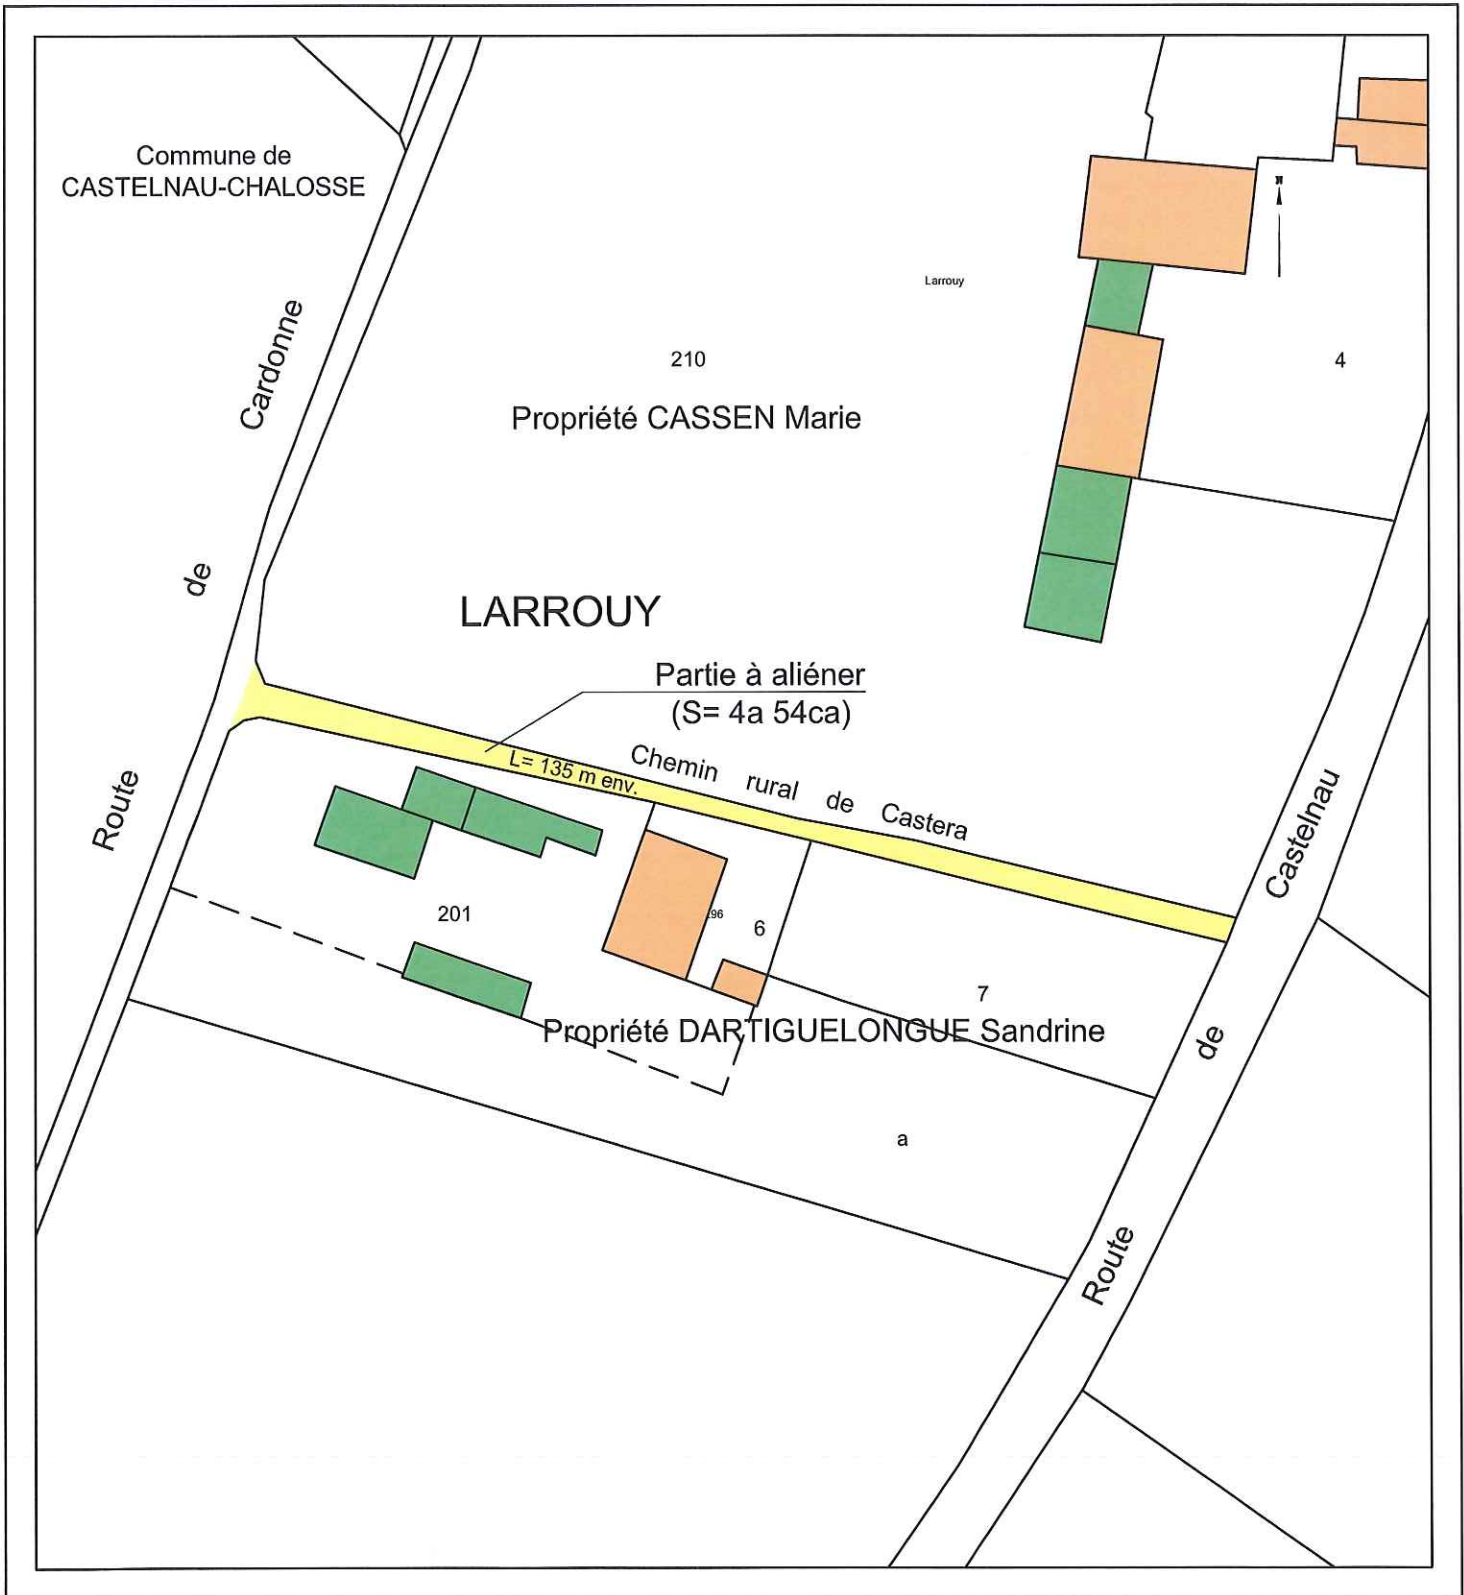 Commune de
CASTELNAU-CHALOSSE
N
Larrouy
210
4
Propriété CASSEN Marie
Route de Cardonne
LARROUY
Partie à aliéner
(S= 4a 54ca)
L= 135 m env.
Chemin rural de Castera
Route de Castelnau
201
6
7
Propriété DARTIGUELONGUE Sandrine
a